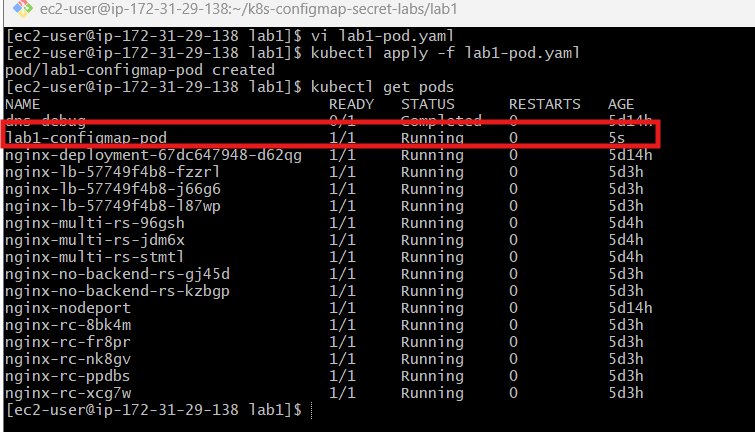 ec2-user@ip-172-31-29-138:~/k8s-configmap-secret-labs/lab1
[ec2-user@ip-172-31-29-138 lab1]$ vi lab1-pod.yaml
[ec2-user@ip-172-31-29-138 lab1]$ kubectl apply -f lab1-pod.yaml
pod/lab1-configmap-pod created
[ec2-user@ip-172-31-29-138 lab1]$ kubectl get pods
NAME READY STATUS RESTARTS AGE
dns-debug 0/1 Completed 0 5d14h
lab1-configmap-pod 1/1 Running 0 5s
nginx-deployment-67dc647948-d62qg 1/1 Running 0 5d14h
nginx-lb-57749f4b8-fzzrl 1/1 Running 0 5d3h
nginx-lb-57749f4b8-j66g6 1/1 Running 0 5d3h
nginx-lb-57749f4b8-l87wp 1/1 Running 0 5d3h
nginx-multi-rs-96gsh 1/1 Running 0 5d4h
nginx-multi-rs-jdm6x 1/1 Running 0 5d4h
nginx-multi-rs-stmtl 1/1 Running 0 5d4h
nginx-no-backend-rs-gj45d 1/1 Running 0 5d3h
nginx-no-backend-rs-kzbgp 1/1 Running 0 5d3h
nginx-nodeport 1/1 Running 0 5d14h
nginx-rc-8bk4m 1/1 Running 0 5d3h
nginx-rc-fr8pr 1/1 Running 0 5d3h
nginx-rc-nk8gv 1/1 Running 0 5d3h
nginx-rc-ppdbs 1/1 Running 0 5d3h
nginx-rc-xcg7w 1/1 Running 0 5d3h
[ec2-user@ip-172-31-29-138 lab1]$